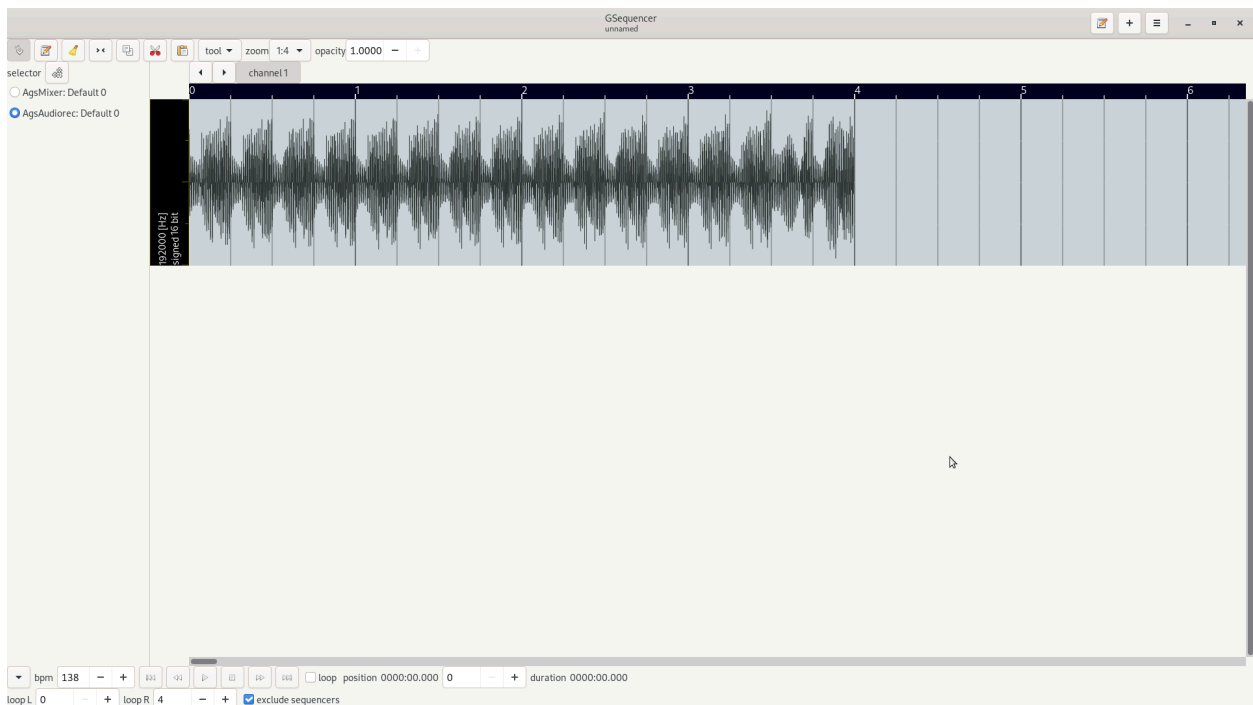 GSequencer
unnamed
tool zoom 1:4 opacity 1.0000 − +
selector channel 1
AgsMixer: Default 0
AgsAudiorec: Default 0
0 1 2 3 4 5 6
192000 [Hz]
signed 16 bit
bpm 138 − + loop position 0000:00.000 0 − + duration 0000:00.000
loop L 0 − + loop R 4 − + exclude sequencers